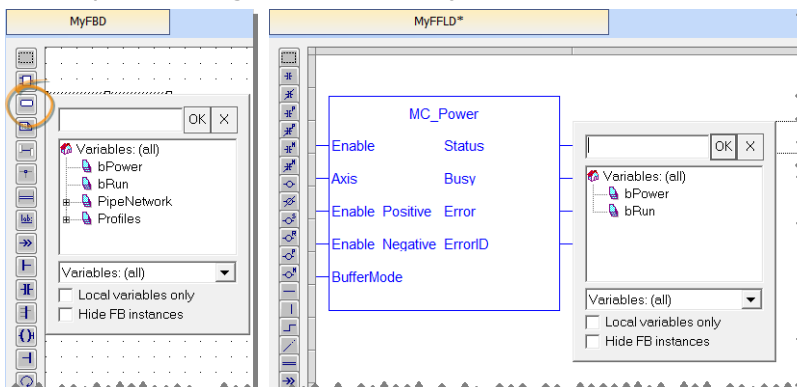 MyFBD
OK X
Variables: (all)
bPower
bRun
PipeNetwork
Profiles
Variables: (all)
Local variables only
Hide FB instances
MyFFLD*
MC_Power
Enable Status
Axis Busy
Enable Positive Error
Enable Negative ErrorID
BufferMode
OK X
Variables: (all)
bPower
bRun
Variables: (all)
Local variables only
Hide FB instances